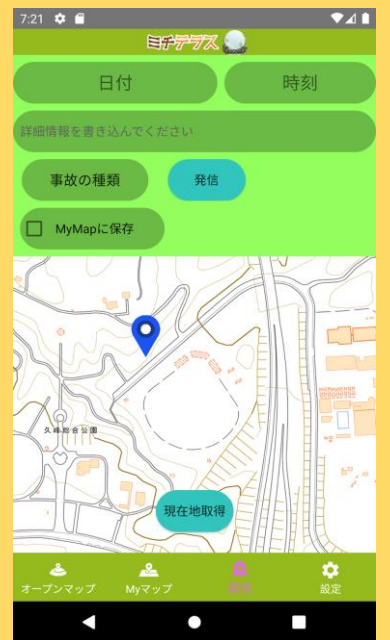 7:21
ミチテラス
日付
時刻
詳細情報を書き込んでください
事故の種類
発信
MyMapに保存
久峰総合公園
現在地取得
オープンマップ
Myマップ
設定